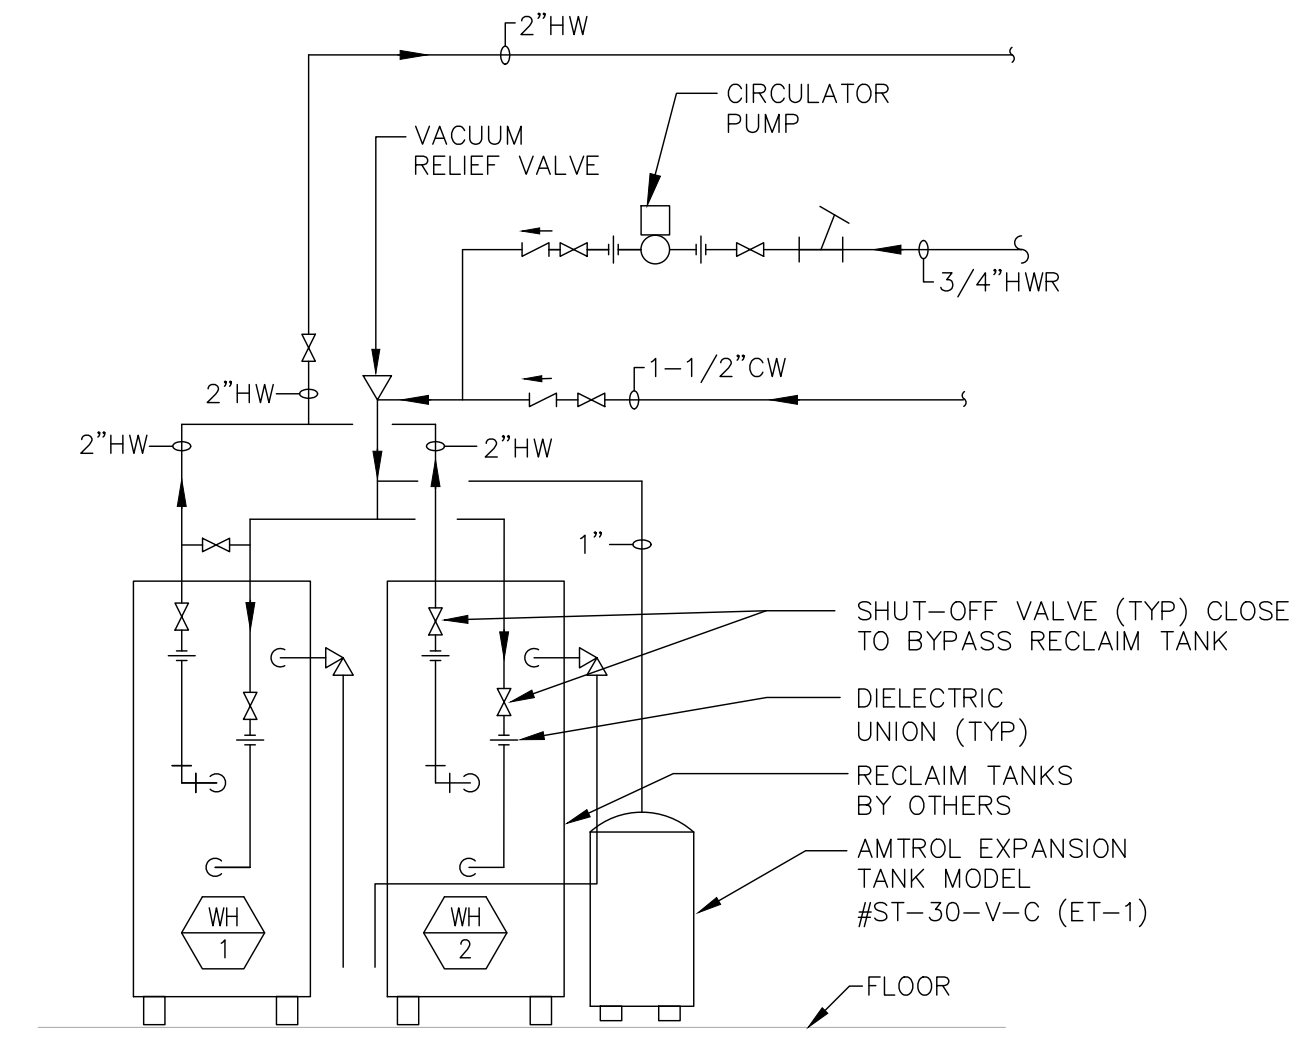 2"HW
CIRCULATOR
PUMP
VACUUM
RELIEF VALVE
3/4"HWR
1-1/2"CW
2"HW
2"HW
2"HW
1"
SHUT-OFF VALVE (TYP) CLOSE
TO BYPASS RECLAIM TANK
DIELECTRIC
UNION (TYP)
RECLAIM TANKS
BY OTHERS
AMTROL EXPANSION
TANK MODEL
#ST-30-V-C (ET-1)
WH
1
WH
2
FLOOR